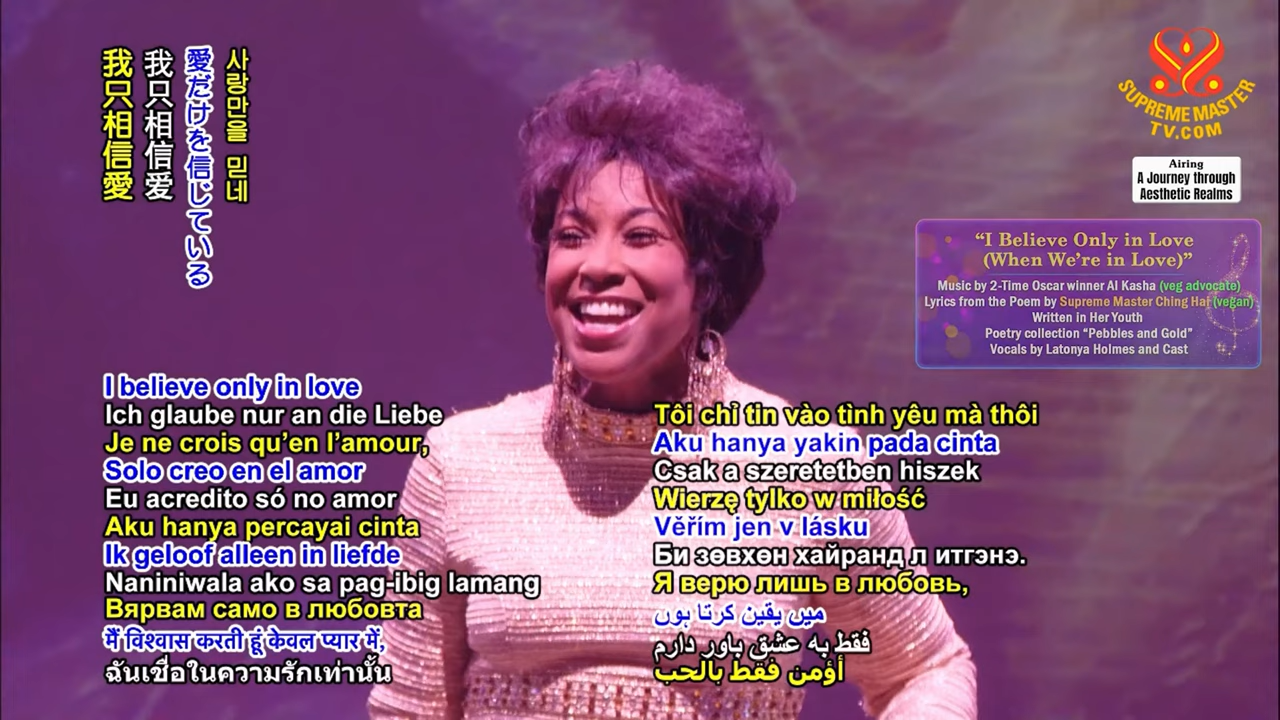 사랑만을 믿네
愛だけを信じている
我只相信爱
我只相信愛
SUPREME MASTER
TV.COM
Airing
A Journey through
Aesthetic Realms
“I Believe Only in Love
(When We’re in Love)”
Music by 2-Time Oscar winner Al Kasha (veg advocate)
Lyrics from the Poem by Supreme Master Ching Hai (vegan)
Written in Her Youth
Poetry collection “Pebbles and Gold”
Vocals by Latonya Holmes and Cast
I believe only in love
Ich glaube nur an die Liebe
Je ne crois qu’en l’amour,
Solo creo en el amor
Eu acredito só no amor
Aku hanya percayai cinta
Ik geloof alleen in liefde
Naniniwala ako sa pag-ibig lamang
Вярвам само в любовта
मैं विश्वास करती हूं केवल प्यार में,
ฉันเชื่อในความรักเท่านั้น
Tôi chỉ tin vào tình yêu mà thôi
Aku hanya yakin pada cinta
Csak a szeretetben hiszek
Wierzę tylko w miłość
Věřím jen v lásku
Би зөвхөн хайранд л итгэнэ.
Я верю лишь в любовь,
میں یقین کرتا ہوں
فقط به عشق باور دارم
أؤمن فقط بالحب